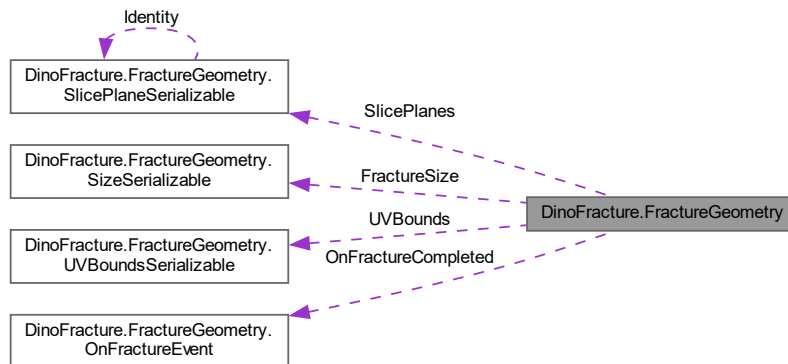 Identity
DinoFracture.FractureGeometry.
SlicePlaneSerializable
SlicePlanes
DinoFracture.FractureGeometry.
SizeSerializable
FractureSize
DinoFracture.FractureGeometry
UVBounds
DinoFracture.FractureGeometry.
UVBoundsSerializable
OnFractureCompleted
DinoFracture.FractureGeometry.
OnFractureEvent